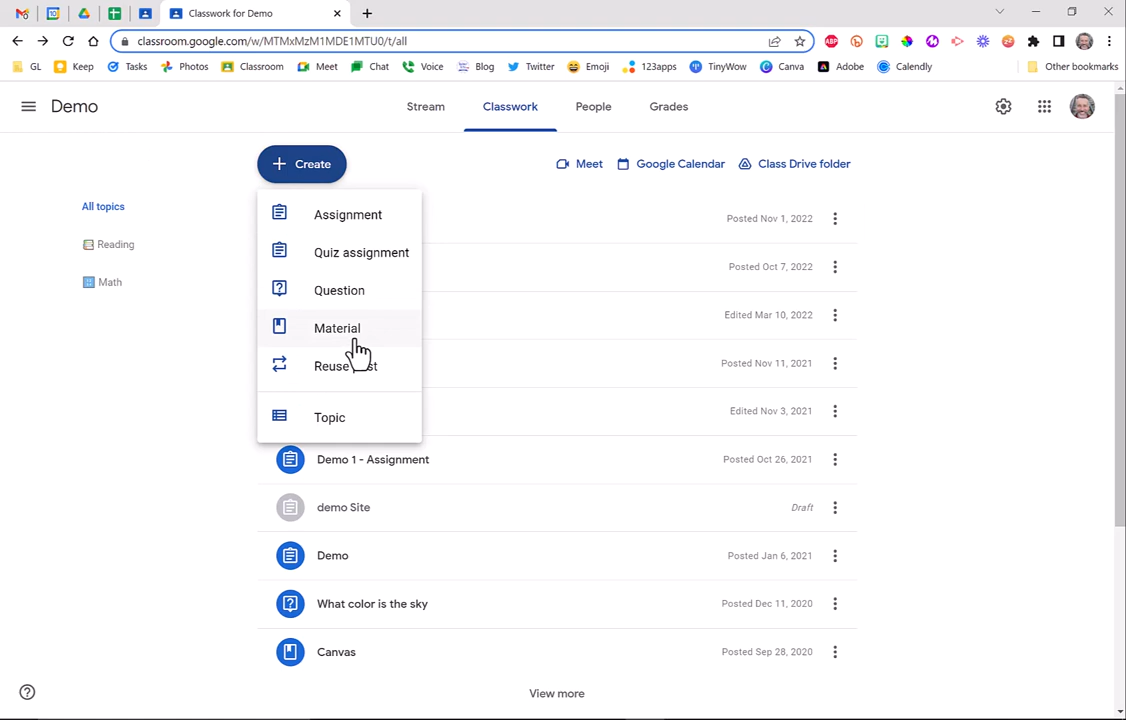 Classwork for Demo
classroom.google.com/w/MTMxMzM1MDE1MTU0/t/all
GL
Keep
Tasks
Photos
Classroom
Meet
Chat
Voice
Blog
Twitter
Emoji
123apps
TinyWow
Canva
Adobe
Calendly
Other bookmarks
Demo
Stream
Classwork
People
Grades
Create
Meet
Google Calendar
Class Drive folder
All topics
Reading
Math
Assignment
Quiz assignment
Question
Material
Topic
Posted Nov 1, 2022
Posted Oct 7, 2022
Edited Mar 10, 2022
Posted Nov 11, 2021
Edited Nov 3, 2021
Demo 1 - Assignment
Posted Oct 26, 2021
demo Site
Draft
Demo
Posted Jan 6, 2021
What color is the sky
Posted Dec 11, 2020
Canvas
Posted Sep 28, 2020
View more